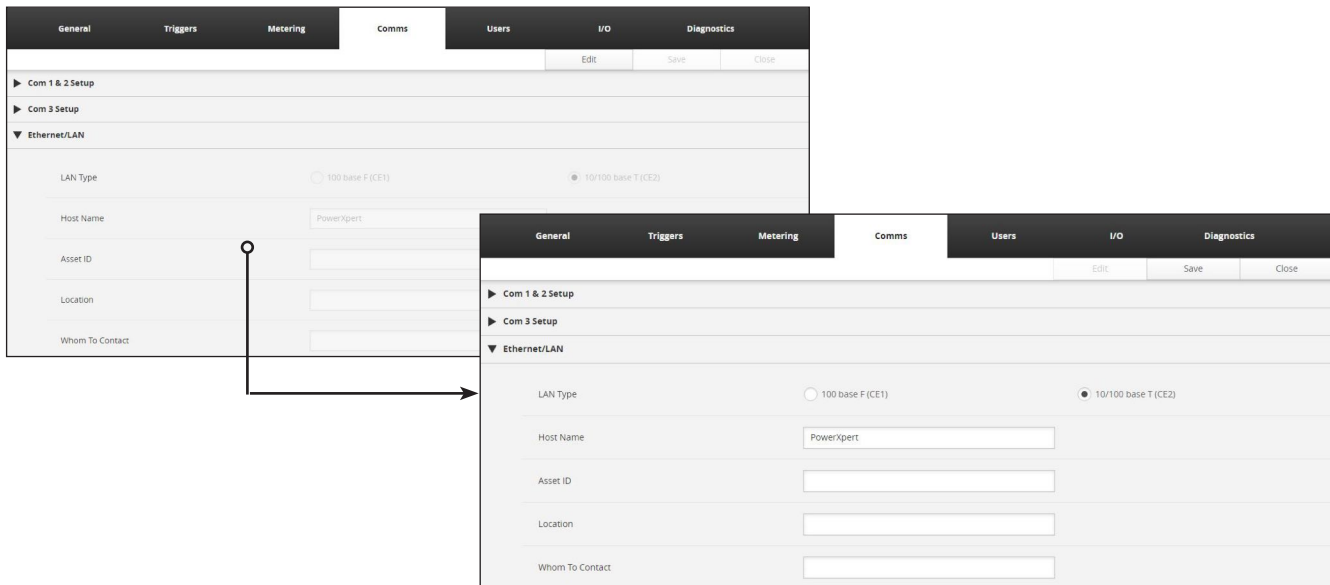 General Triggers Metering Comms Users I/O Diagnostics
Edit Save Close
Com 1 & 2 Setup
Com 3 Setup
Ethernet/LAN
LAN Type 100 base F (CE1) 10/100 base T (CE2)
Host Name PowerXpert
Asset ID
Location
Whom To Contact
General Triggers Metering Comms Users I/O Diagnostics
Edit Save Close
Com 1 & 2 Setup
Com 3 Setup
Ethernet/LAN
LAN Type 100 base F (CE1) 10/100 base T (CE2)
Host Name PowerXpert
Asset ID
Location
Whom To Contact